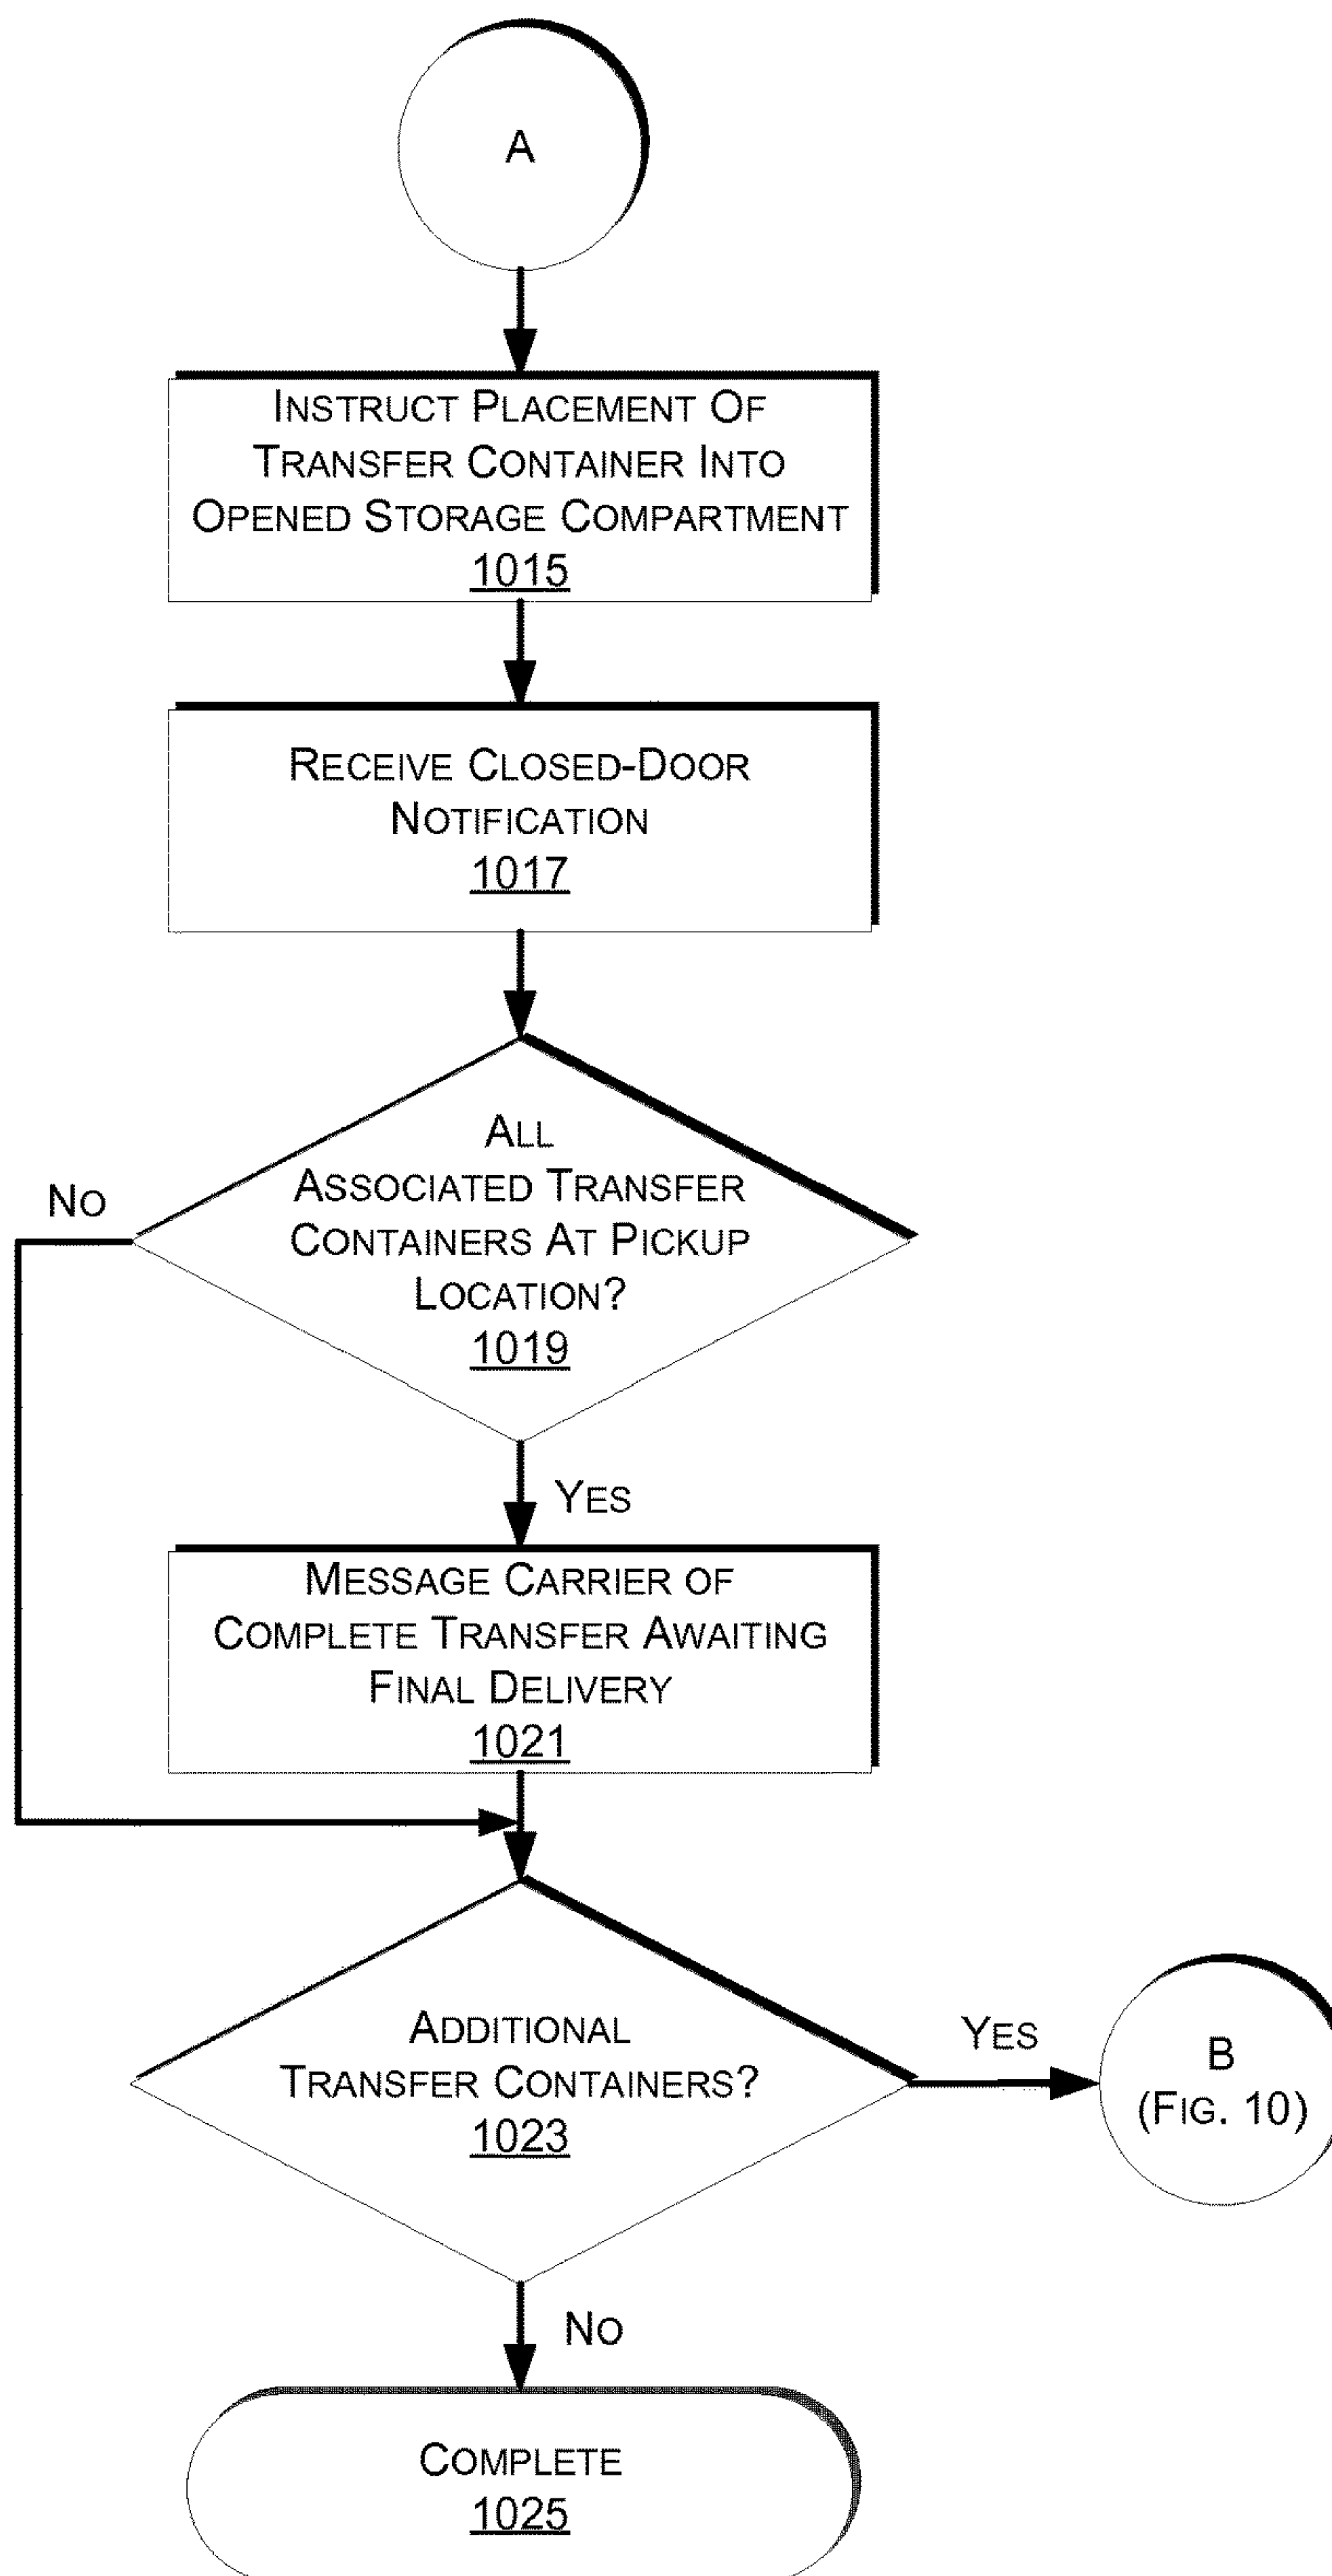 A
INSTRUCT PLACEMENT OF
TRANSFER CONTAINER INTO
OPENED STORAGE COMPARTMENT
1015
RECEIVE CLOSED-DOOR
NOTIFICATION
1017
ALL
ASSOCIATED TRANSFER
CONTAINERS AT PICKUP
LOCATION?
1019
NO
YES
MESSAGE CARRIER OF
COMPLETE TRANSFER AWAITING
FINAL DELIVERY
1021
ADDITIONAL
TRANSFER CONTAINERS?
1023
YES
B
(FIG. 10)
NO
COMPLETE
1025